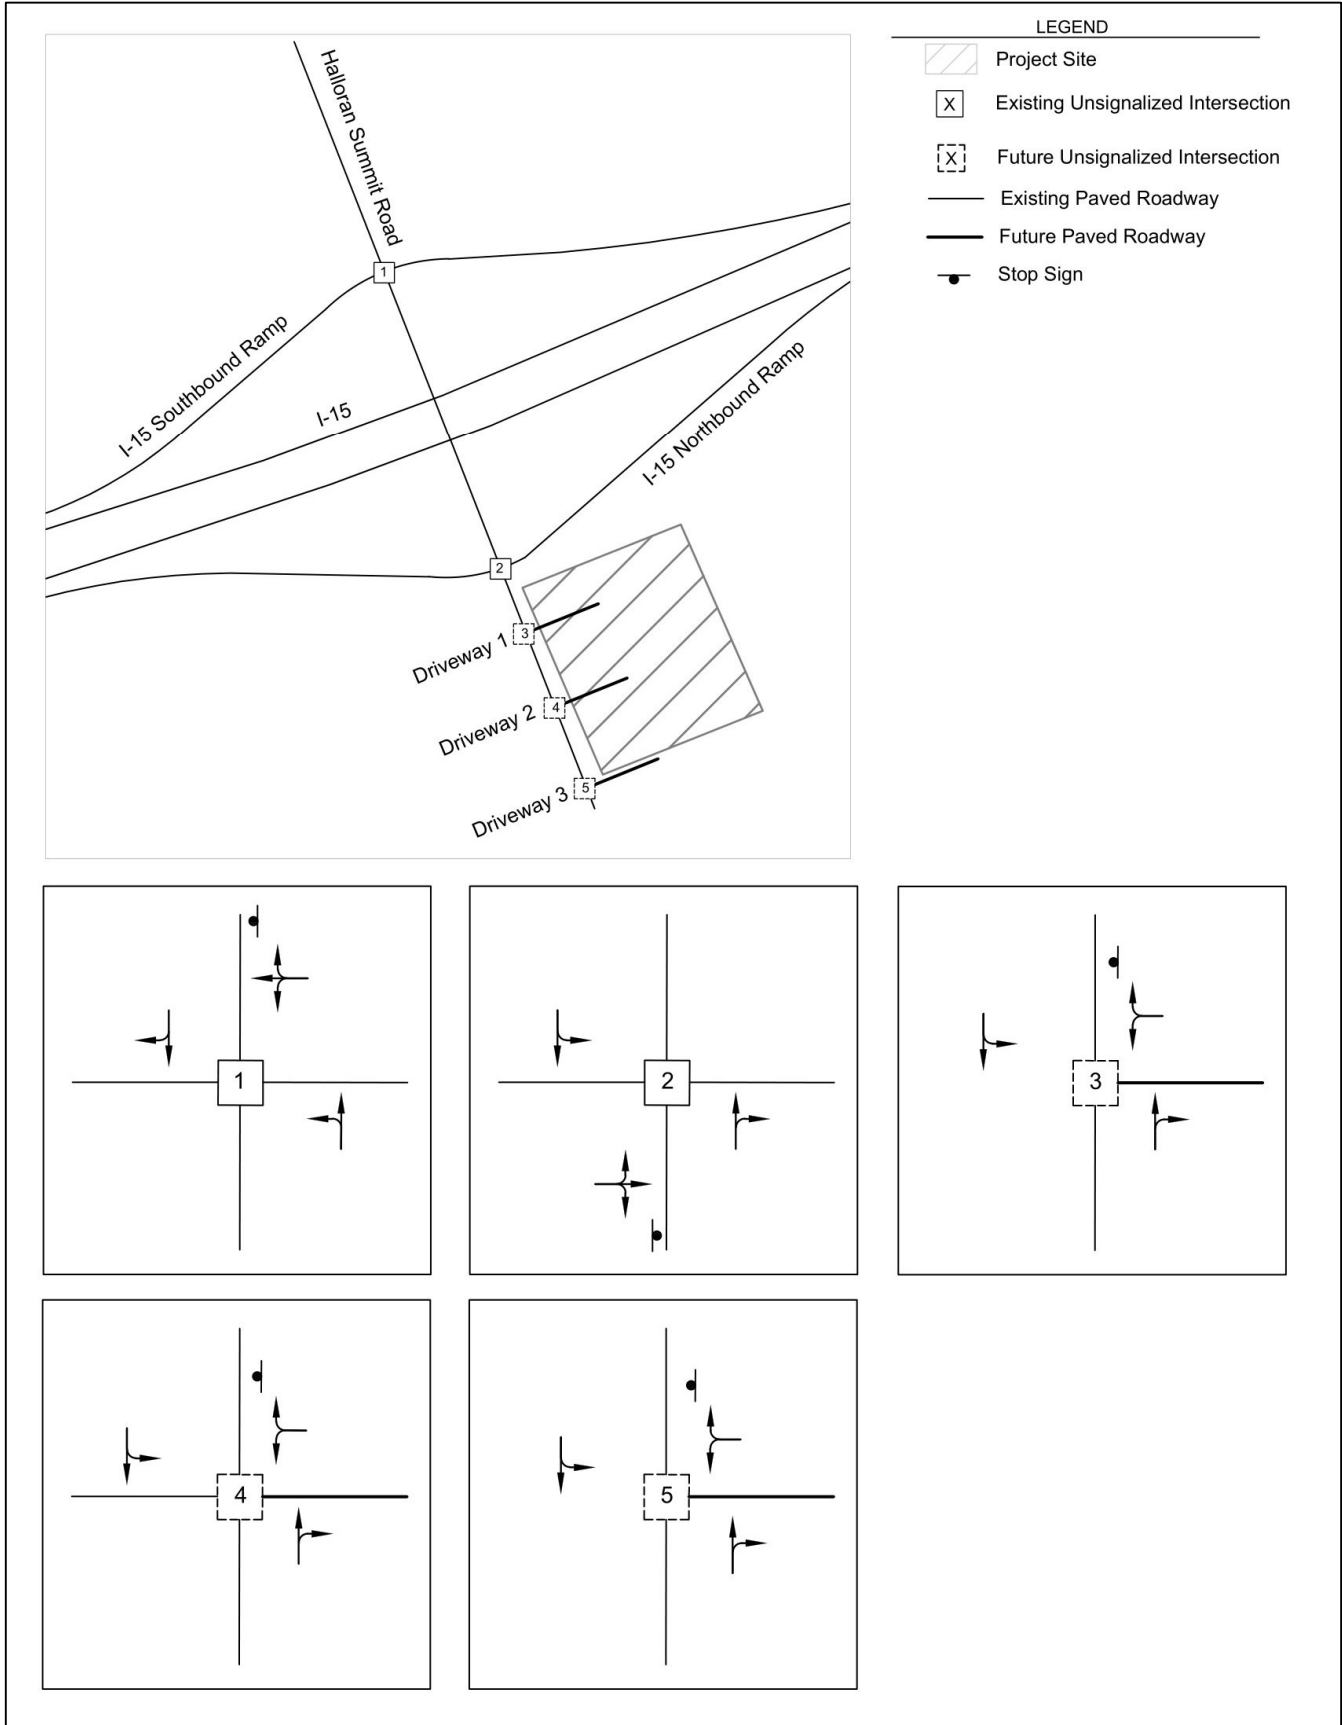 LEGEND
Project Site
X Existing Unsignalized Intersection
X Future Unsignalized Intersection
Existing Paved Roadway
Future Paved Roadway
Stop Sign
Halloran Summit Road
1
I-15 Southbound Ramp
I-15
I-15 Northbound Ramp
2
3
Driveway 1
4
Driveway 2
5
Driveway 3
1
2
3
4
5